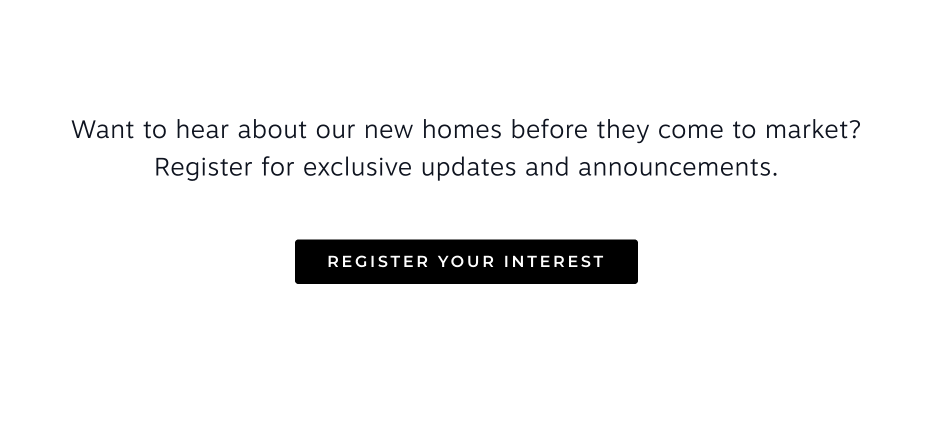 Want to hear about our new homes before they come to market?
Register for exclusive updates and announcements.
REGISTER YOUR INTEREST